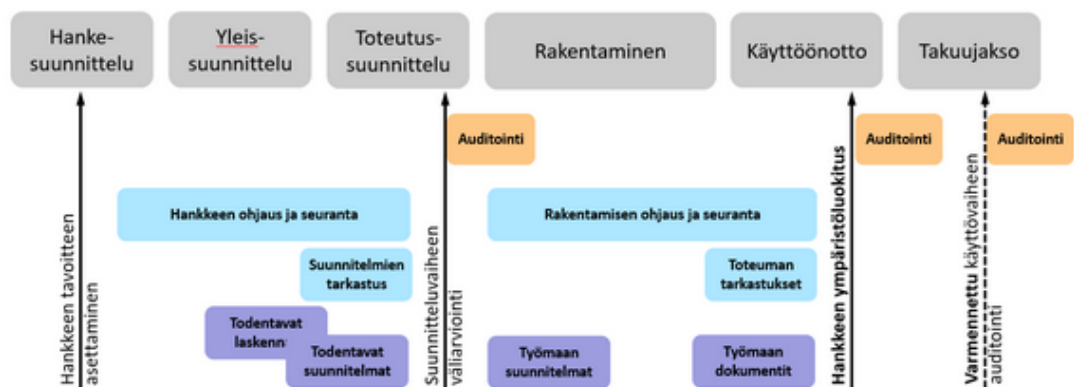 Hanke-
suunnittelu
Yleis-
suunnittelu
Toteutus-
suunnittelu
Rakentaminen
Käyttöönotto
Takuujakso
Auditointi
Auditointi
Auditointi
Hankkeen ohjaus ja seuranta
Rakentamisen ohjaus ja seuranta
Suunnitelmien
tarkastus
Toteuman
tarkastukset
Todentavat
Todentavat
suunnitelmat
Työmaan
suunnitelmat
Työmaan
dokumentit
Hankkeen tavoitteen
asettaminen
Suunnitteluvaiheen
väliarviointi
Hankkeen ympäristöluokitus
Varmennettu käyttövaiheen
auditointi